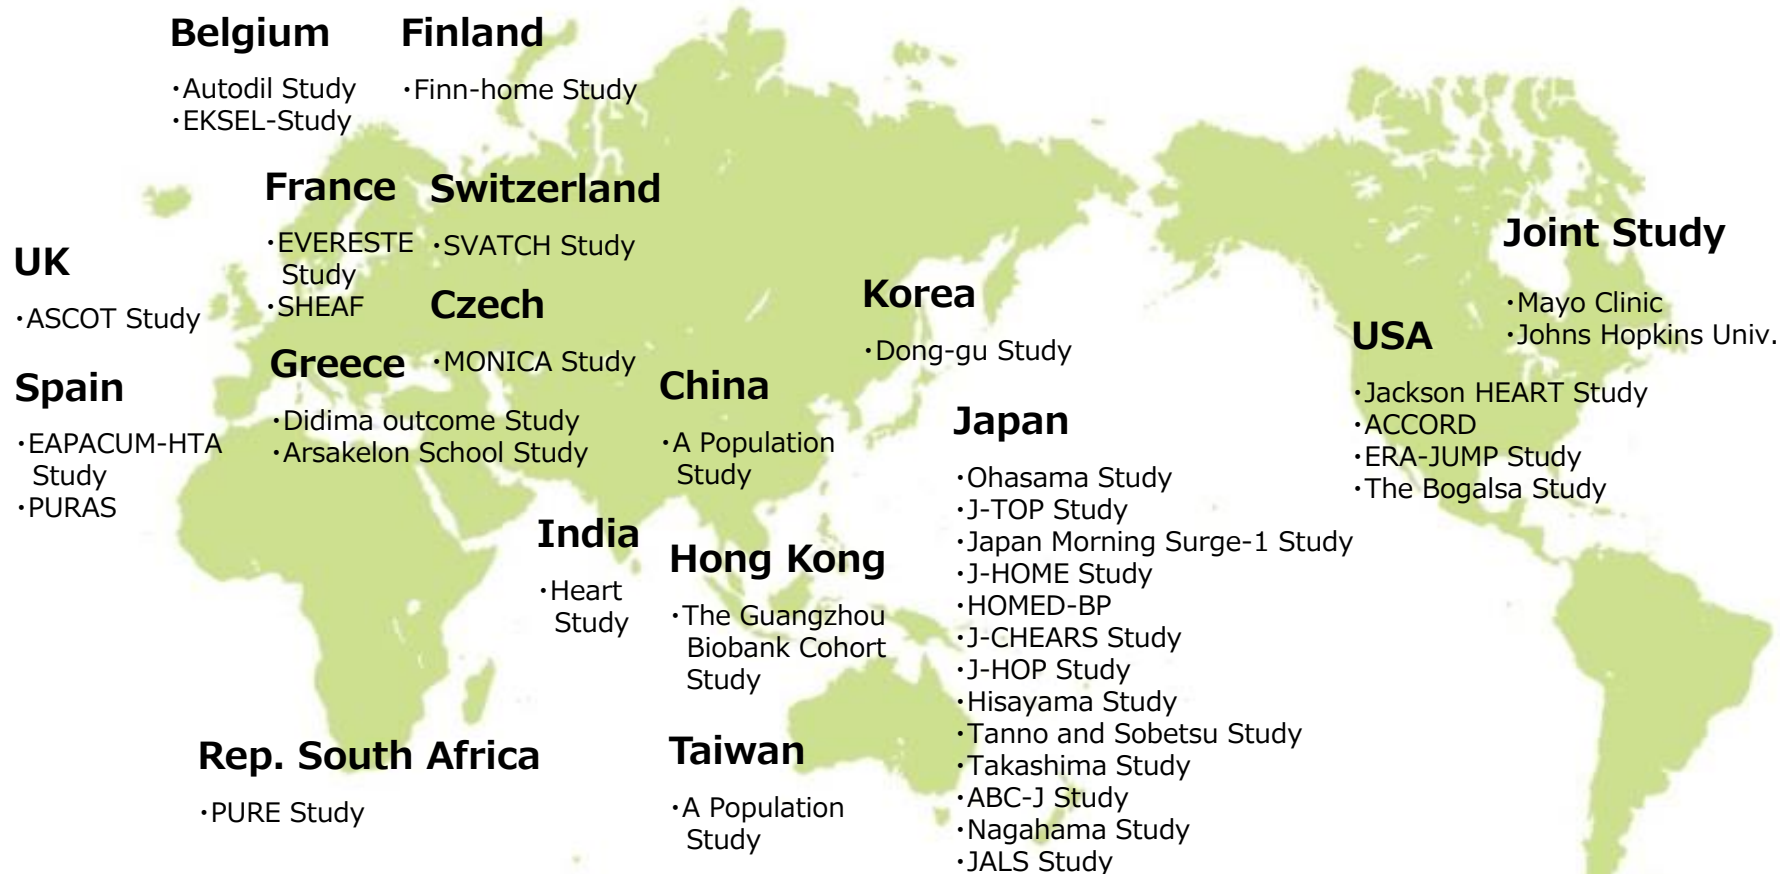 Belgium
・Autodil Study
・EKSEL-Study
Finland
・Finn-home Study
France
・EVERESTE
Study
・SHEAF
Switzerland
・SVATCH Study
UK
・ASCOT Study
Czech
・MONICA Study
Greece
・Didima outcome Study
・Arsakelon School Study
Spain
・EAPACUM-HTA
Study
・PURAS
Korea
・Dong-gu Study
China
・A Population
Study
India
・Heart
Study
Hong Kong
・The Guangzhou
Biobank Cohort
Study
Rep. South Africa
・PURE Study
Taiwan
・A Population
Study
Japan
・Ohasama Study
・J-TOP Study
・Japan Morning Surge-1 Study
・J-HOME Study
・HOMED-BP
・J-CHEARS Study
・J-HOP Study
・Hisayama Study
・Tanno and Sobetsu Study
・Takashima Study
・ABC-J Study
・Nagahama Study
・JALS Study
USA
・Jackson HEART Study
・ACCORD
・ERA-JUMP Study
・The Bogalsa Study
Joint Study
・Mayo Clinic
・Johns Hopkins Univ.